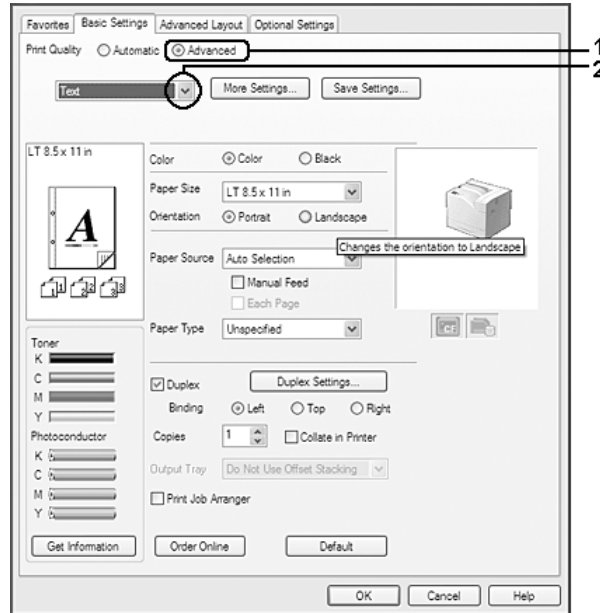 Favorites Basic Settings Advanced Layout Optional Settings
Print Quality Automatic Advanced 1
2
Text More Settings... Save Settings...
LT 8.5 x 11 in
Color Color Black
Paper Size LT 8.5 x 11 in
Orientation Portrait Landscape
Changes the orientation to Landscape
A
Paper Source Auto Selection
Manual Feed
Each Page
Paper Type Unspecified
CF
Toner
K
C
M
Y
Duplex Duplex Settings...
Binding Left Top Right
Photoconductor
K
C
M
Y
Copies 1 Collate in Printer
Output Tray Do Not Use Offset Stacking
Print Job Arranger
Get Information Order Online Default
OK Cancel Help